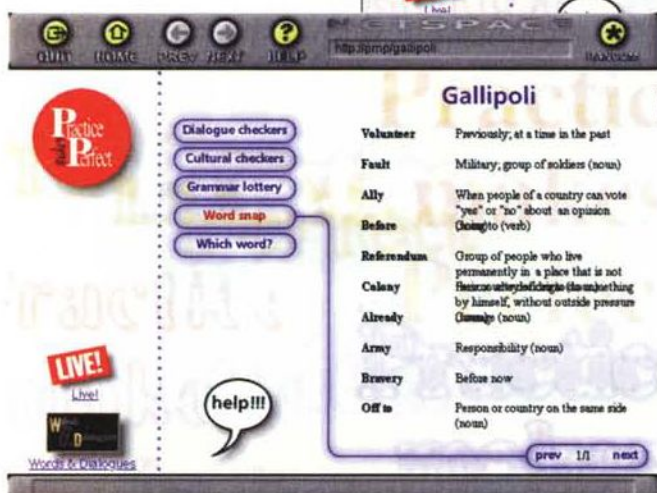 Live!
NETSPACE
QUIT HOME PREV NEXT HELP
http://pmp/gallipoli
Practice
Makes
Perfect
Gallipoli
Dialogue checkers
Cultural checkers
Grammar lottery
Word snap
Which word?
Volunteer Previously; at a time in the past
Fault Military; group of soldiers (noun)
Ally When people of a country can vote
"yes" or "no" about an opinion
Before to (verb)
Referendum Group of people who live
permanently in a place that is not
Colony
by himself, without outside pressure
Already (noun)
Army Responsibility (noun)
Bravery Before now
Off to Person or country on the same side
(noun)
LIVE!
Live!
help!!!
Words & Dialogues
prev 1/1 next